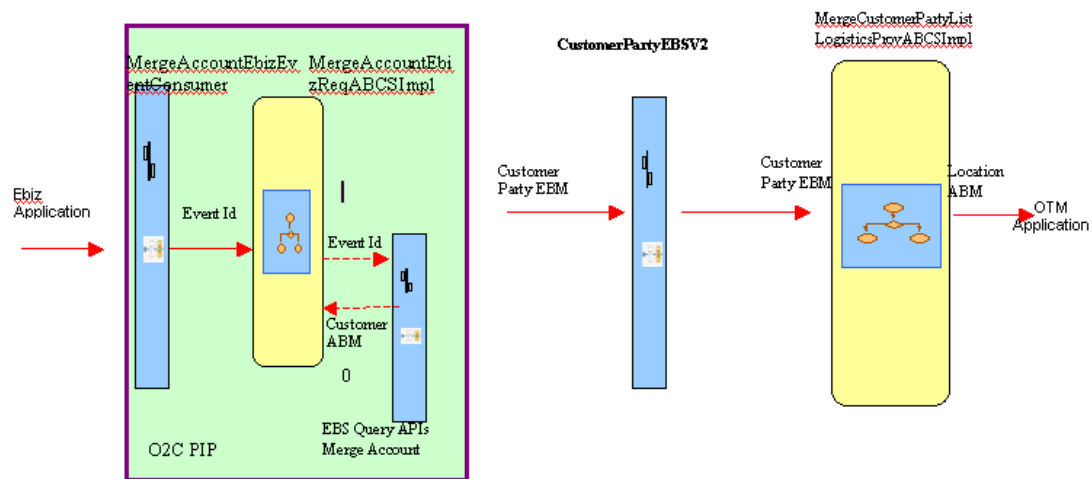 MergeAccountEbizEv
entConsumer
MergeAccountEbi
zReqABCSImpl
CustomerPartyEBSV2
MergeCustomerPartyList
LogisticsProvABCSImpl
Ebiz
Application
Event Id
Event Id
Customer
ABM
0
EBS Query APIs
Merge Account
O2C PIP
Customer
Party EBM
Customer
Party EBM
Location
ABM
OTM
Application